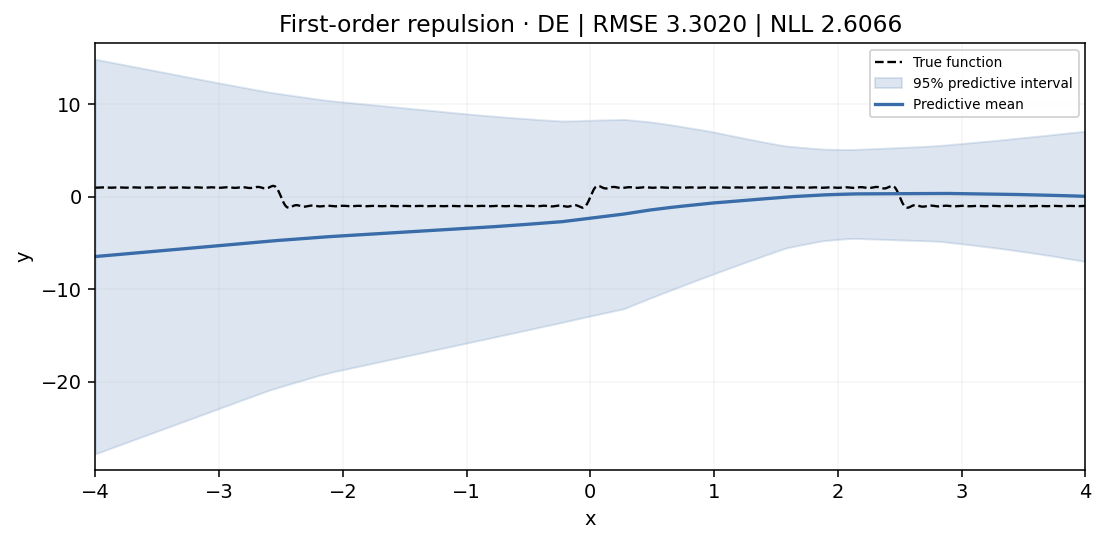 First-order repulsion · DE | RMSE 3.3020 | NLL 2.6066
True function
95% predictive interval
Predictive mean
10
0
−10
−20
y
−4
−3
−2
−1
0
1
2
3
4
x